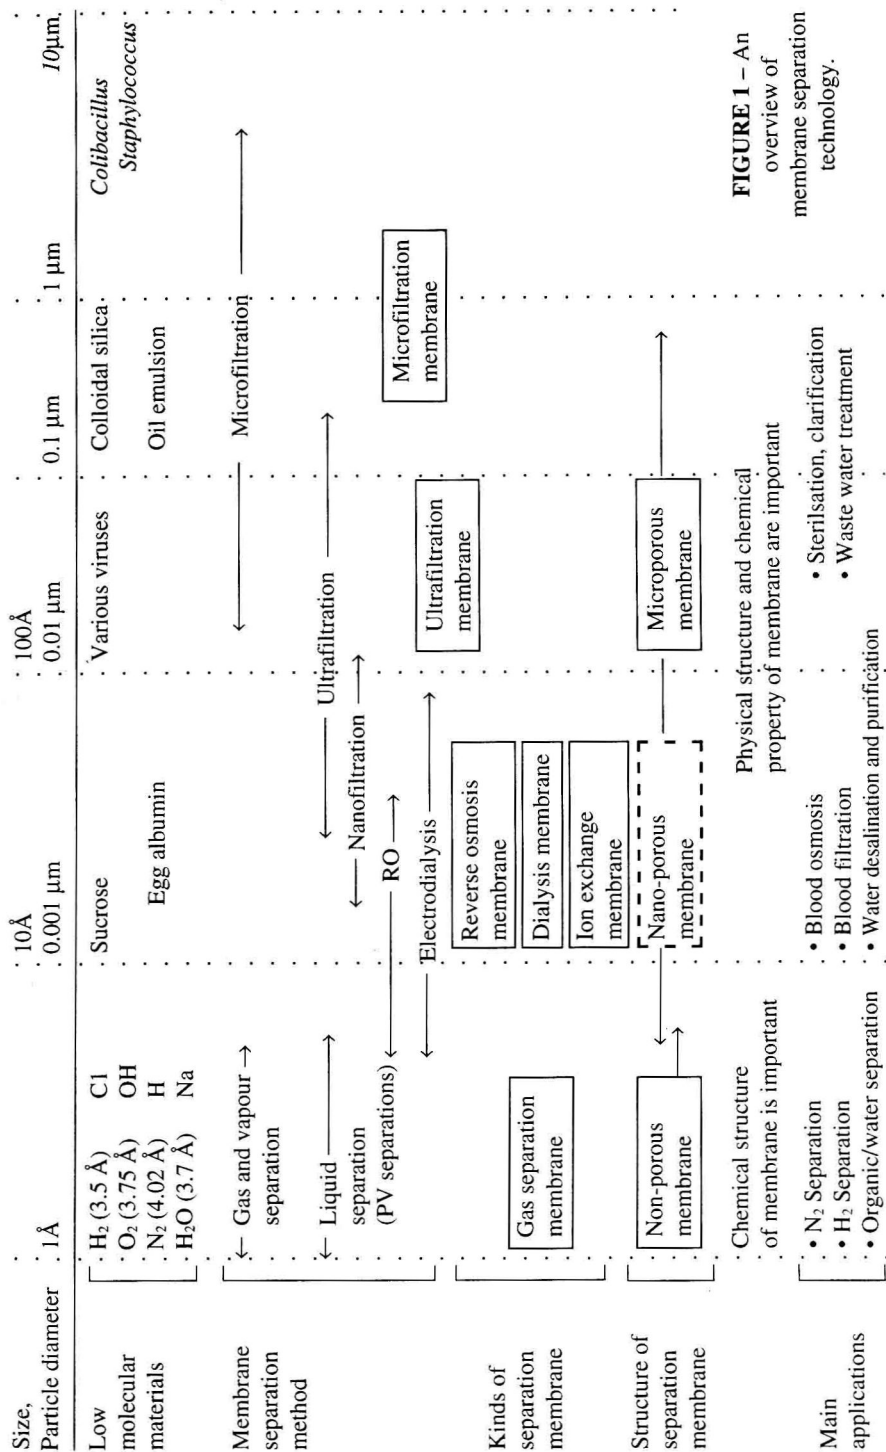 Size,
Particle diameter
1Å
10Å
0.001 µm
100Å
0.01 µm
0.1 µm
1 µm
10µm.
Low
molecular
materials
H₂ (3.5 Å) Cl
O₂ (3.75 Å) OH
N₂ (4.02 Å) H
H₂O (3.7 Å) Na
Sucrose
Egg albumin
Various viruses
Colloidal silica
Oil emulsion
Colibacillus
Staphylococcus
Membrane
separation
method
Gas and vapour
separation
Microfiltration
Liquid
separation
(PV separations)
Ultrafiltration
Nanofiltration
RO
Electrodialysis
Kinds of
separation
membrane
Gas separation
membrane
Reverse osmosis
membrane
Dialysis membrane
Ion exchange
membrane
Ultrafiltration
membrane
Microfiltration
membrane
Structure of
separation
membrane
Non-porous
membrane
Nano-porous
membrane
Microporous
membrane
Chemical structure
of membrane is important
Physical structure and chemical
property of membrane are important
Main
applications
• N₂ Separation
• H₂ Separation
• Organic/water separation
• Blood osmosis
• Blood filtration
• Water desalination and purification
• Sterilsation, clarification
• Waste water treatment
FIGURE 1 – An
overview of
membrane separation
technology.